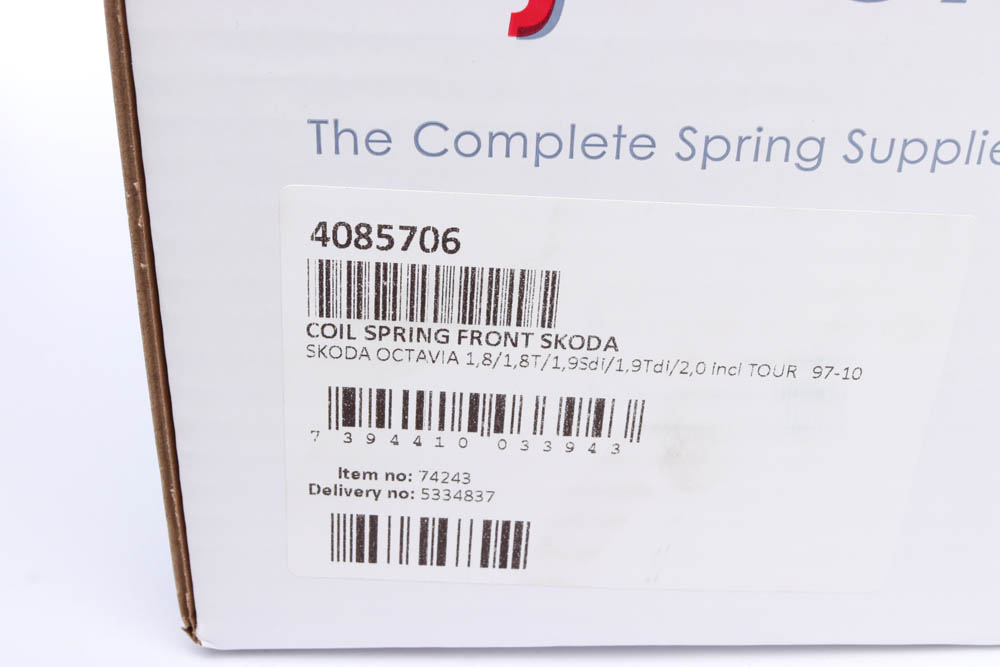 The Complete Spring Supplie
4085706
COIL SPRING FRONT SKODA
SKODA OCTAVIA 1,8/1,8T/1,9Sdi/1,9Tdi/2,0 incl TOUR 97-10
7 394410 033943
Item no: 74243
Delivery no: 5334837